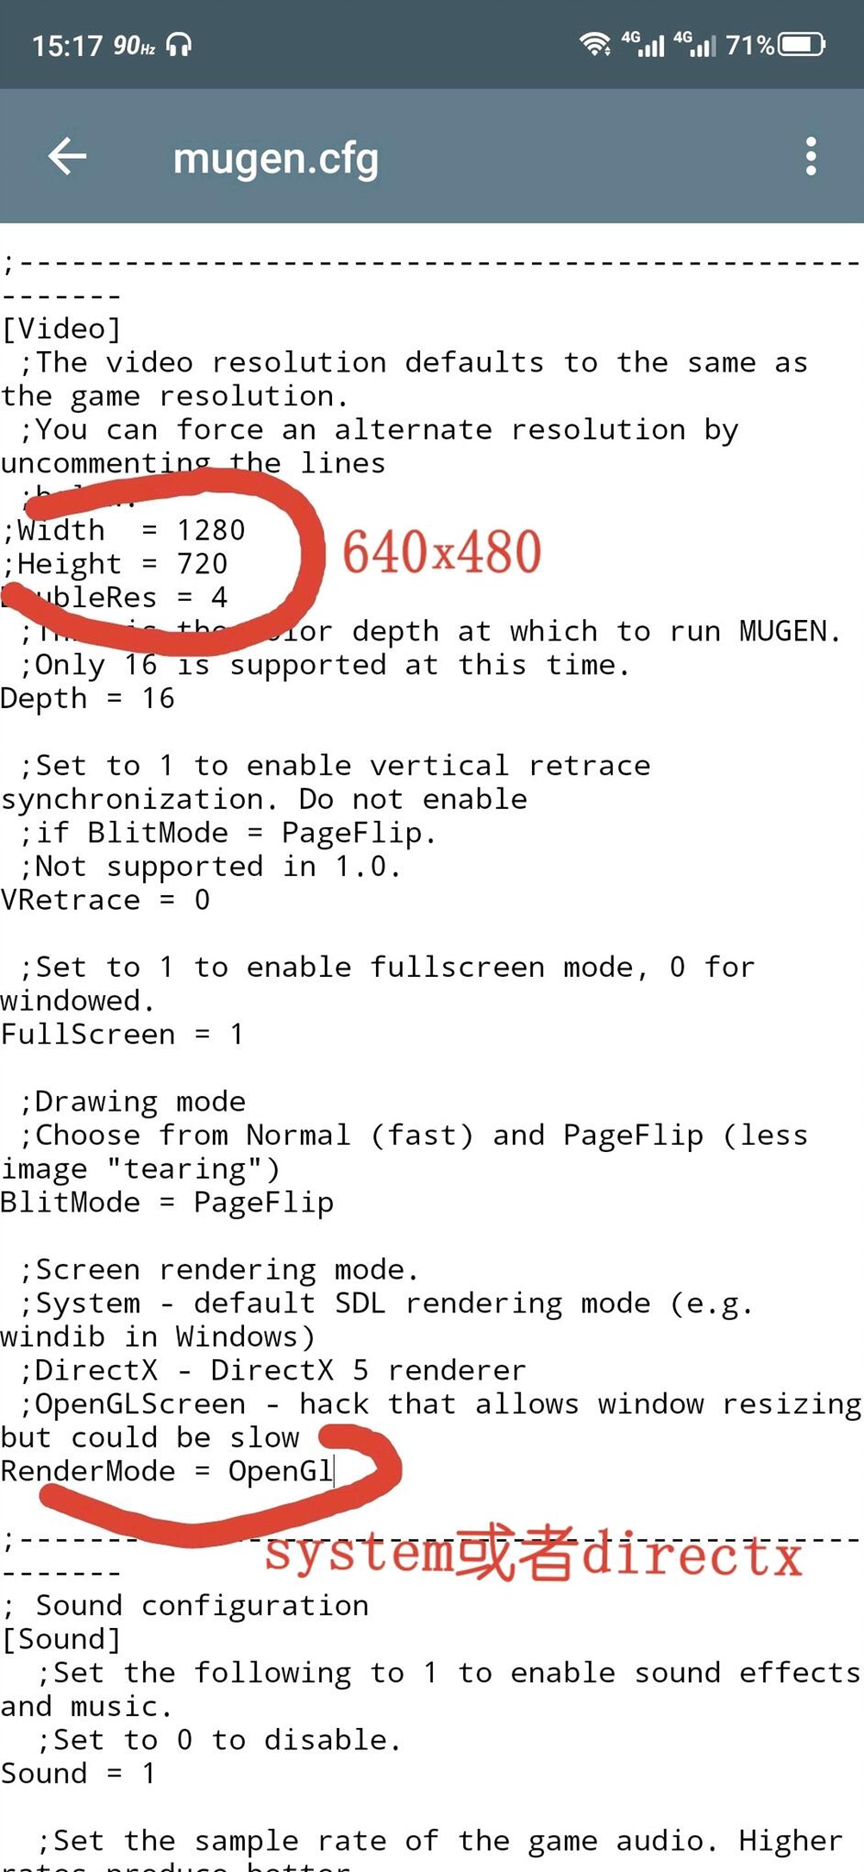 15:17 90Hz 4G 4G 71%
mugen.cfg
;------------------------------------------------
-------
[Video]
;The video resolution defaults to the same as
the game resolution.
;You can force an alternate resolution by
uncommenting the lines
;Width = 1280
;Height = 720
640x480
ubleRes = 4
the or depth at which to run MUGEN.
;Only 16 is supported at this time.
Depth = 16
;Set to 1 to enable vertical retrace
synchronization. Do not enable
;if BlitMode = PageFlip.
;Not supported in 1.0.
VRetrace = 0
;Set to 1 to enable fullscreen mode, 0 for
windowed.
FullScreen = 1
;Drawing mode
;Choose from Normal (fast) and PageFlip (less
image "tearing")
BlitMode = PageFlip
;Screen rendering mode.
;System - default SDL rendering mode (e.g.
windib in Windows)
;DirectX - DirectX 5 renderer
;OpenGLScreen - hack that allows window resizing
but could be slow
RenderMode = OpenGl
;------------------------------------------------
system或者directx
-------
; Sound configuration
[Sound]
;Set the following to 1 to enable sound effects
and music.
;Set to 0 to disable.
Sound = 1
;Set the sample rate of the game audio. Higher